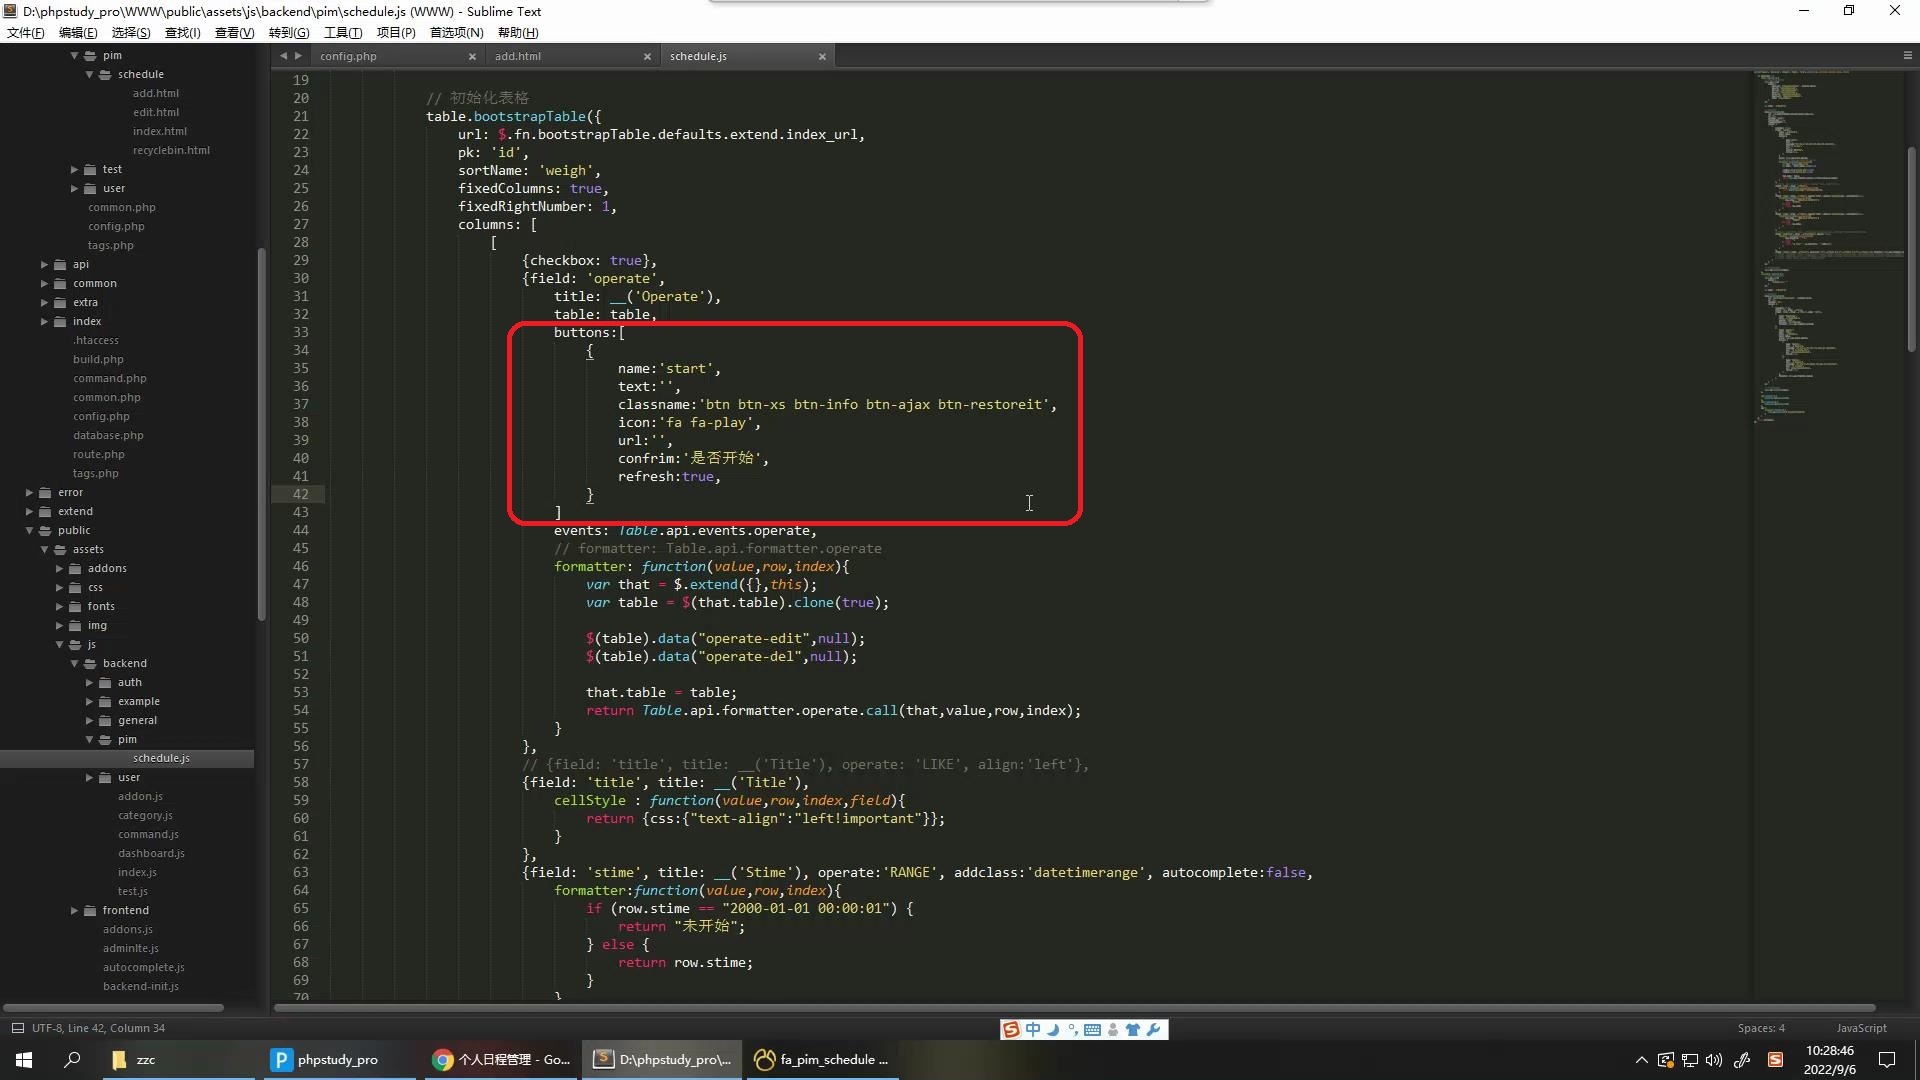 D:\phpstudy_pro\WWW\public\assets\js\backend\pim\schedule.js (WWW) - Sublime Text
文件(F) 编辑(E) 选择(S) 查找(I) 查看(V) 转到(G) 工具(T) 项目(P) 首选项(N) 帮助(H)
pim
schedule
add.html
edit.html
index.html
recyclebin.html
test
user
common.php
config.php
tags.php
api
common
extra
index
.htaccess
build.php
command.php
common.php
config.php
database.php
route.php
tags.php
error
extend
public
assets
addons
css
fonts
img
js
backend
auth
example
general
pim
schedule.js
user
addon.js
category.js
command.js
dashboard.js
index.js
test.js
frontend
addons.js
adminlte.js
autocomplete.js
backend-init.js
config.php × add.html × schedule.js ×
19
20 // 初始化表格
21 table.bootstrapTable({
22 url: $.fn.bootstrapTable.defaults.extend.index_url,
23 pk: 'id',
24 sortName: 'weigh',
25 fixedColumns: true,
26 fixedRightNumber: 1,
27 columns: [
28 [
29 {checkbox: true},
30 {field: 'operate',
31 title: __('Operate'),
32 table: table,
33 buttons:[
34 {
35 name:'start',
36 text:'',
37 classname:'btn btn-xs btn-info btn-ajax btn-restoreit',
38 icon:'fa fa-play',
39 url:'',
40 confrim:'是否开始',
41 refresh:true,
42 }
43 ]
44 events: Table.api.events.operate,
45 // formatter: Table.api.formatter.operate
46 formatter: function(value,row,index){
47 var that = $.extend({},this);
48 var table = $(that.table).clone(true);
49
50 $(table).data("operate-edit",null);
51 $(table).data("operate-del",null);
52
53 that.table = table;
54 return Table.api.formatter.operate.call(that,value,row,index);
55 }
56 },
57 // {field: 'title', title: __('Title'), operate: 'LIKE', align:'left'},
58 {field: 'title', title: __('Title'),
59 cellStyle : function(value,row,index,field){
60 return {css:{"text-align":"left!important"}};
61 }
62 },
63 {field: 'stime', title: __('Stime'), operate:'RANGE', addclass:'datetimerange', autocomplete:false,
64 formatter:function(value,row,index){
65 if (row.stime == "2000-01-01 00:00:01") {
66 return "未开始";
67 } else {
68 return row.stime;
69 }
70 }
UTF-8, Line 42, Column 34
中
Spaces: 4 JavaScript
zzc
phpstudy_pro
个人日程管理 - Go...
D:\phpstudy_pro\...
fa_pim_schedule ...
10:28:46
2022/9/6